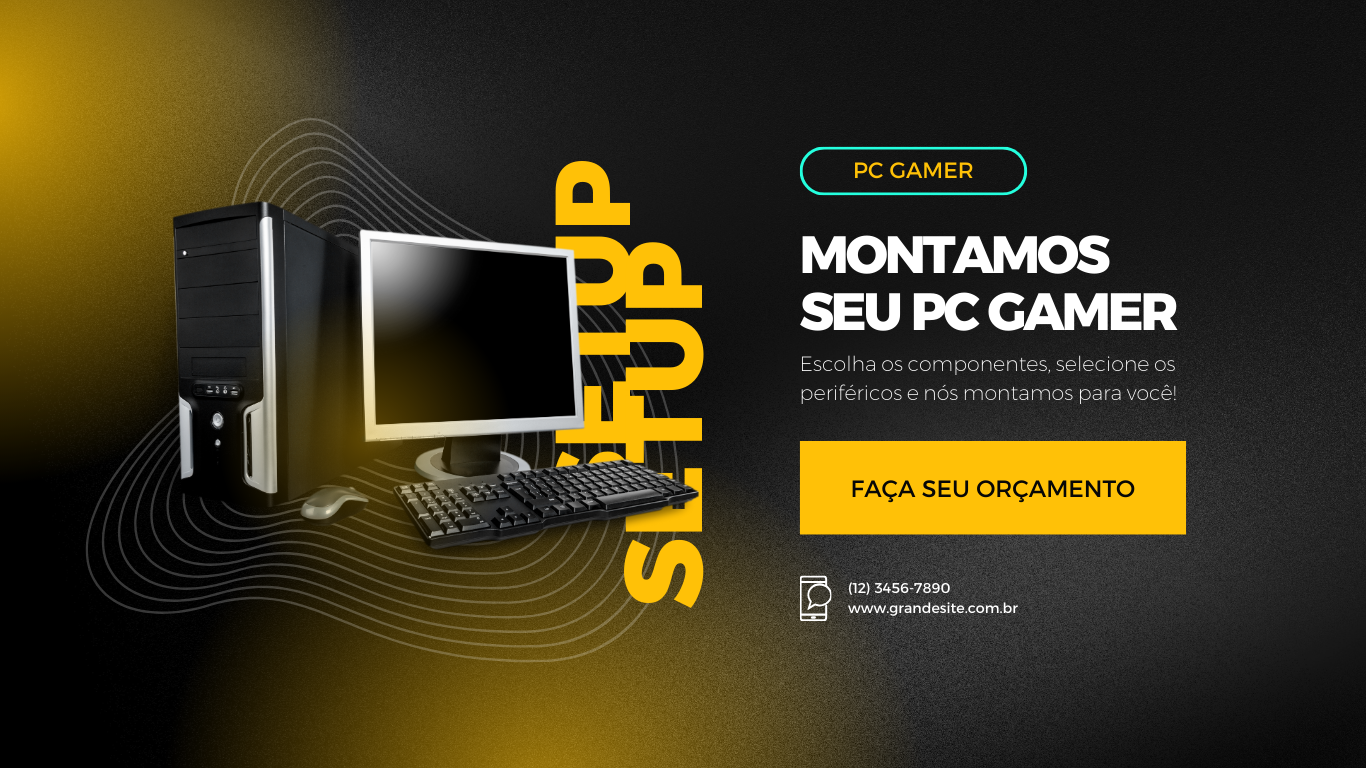 SETUP
SETUP
PC GAMER
MONTAMOS
SEU PC GAMER
Escolha os componentes, selecione os
periféricos e nós montamos para você!
FAÇA SEU ORÇAMENTO
(12) 3456-7890
www.grandesite.com.br